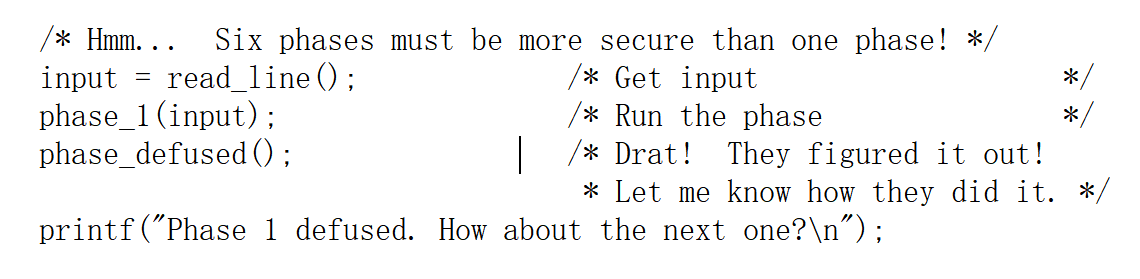 /* Hmm...  Six phases must be more secure than one phase! */
input = read_line();             /* Get input                   */
phase_1(input);                  /* Run the phase               */
phase_defused();                 /* Drat!  They figured it out!
                                  * Let me know how they did it. */
printf("Phase 1 defused. How about the next one?\n");